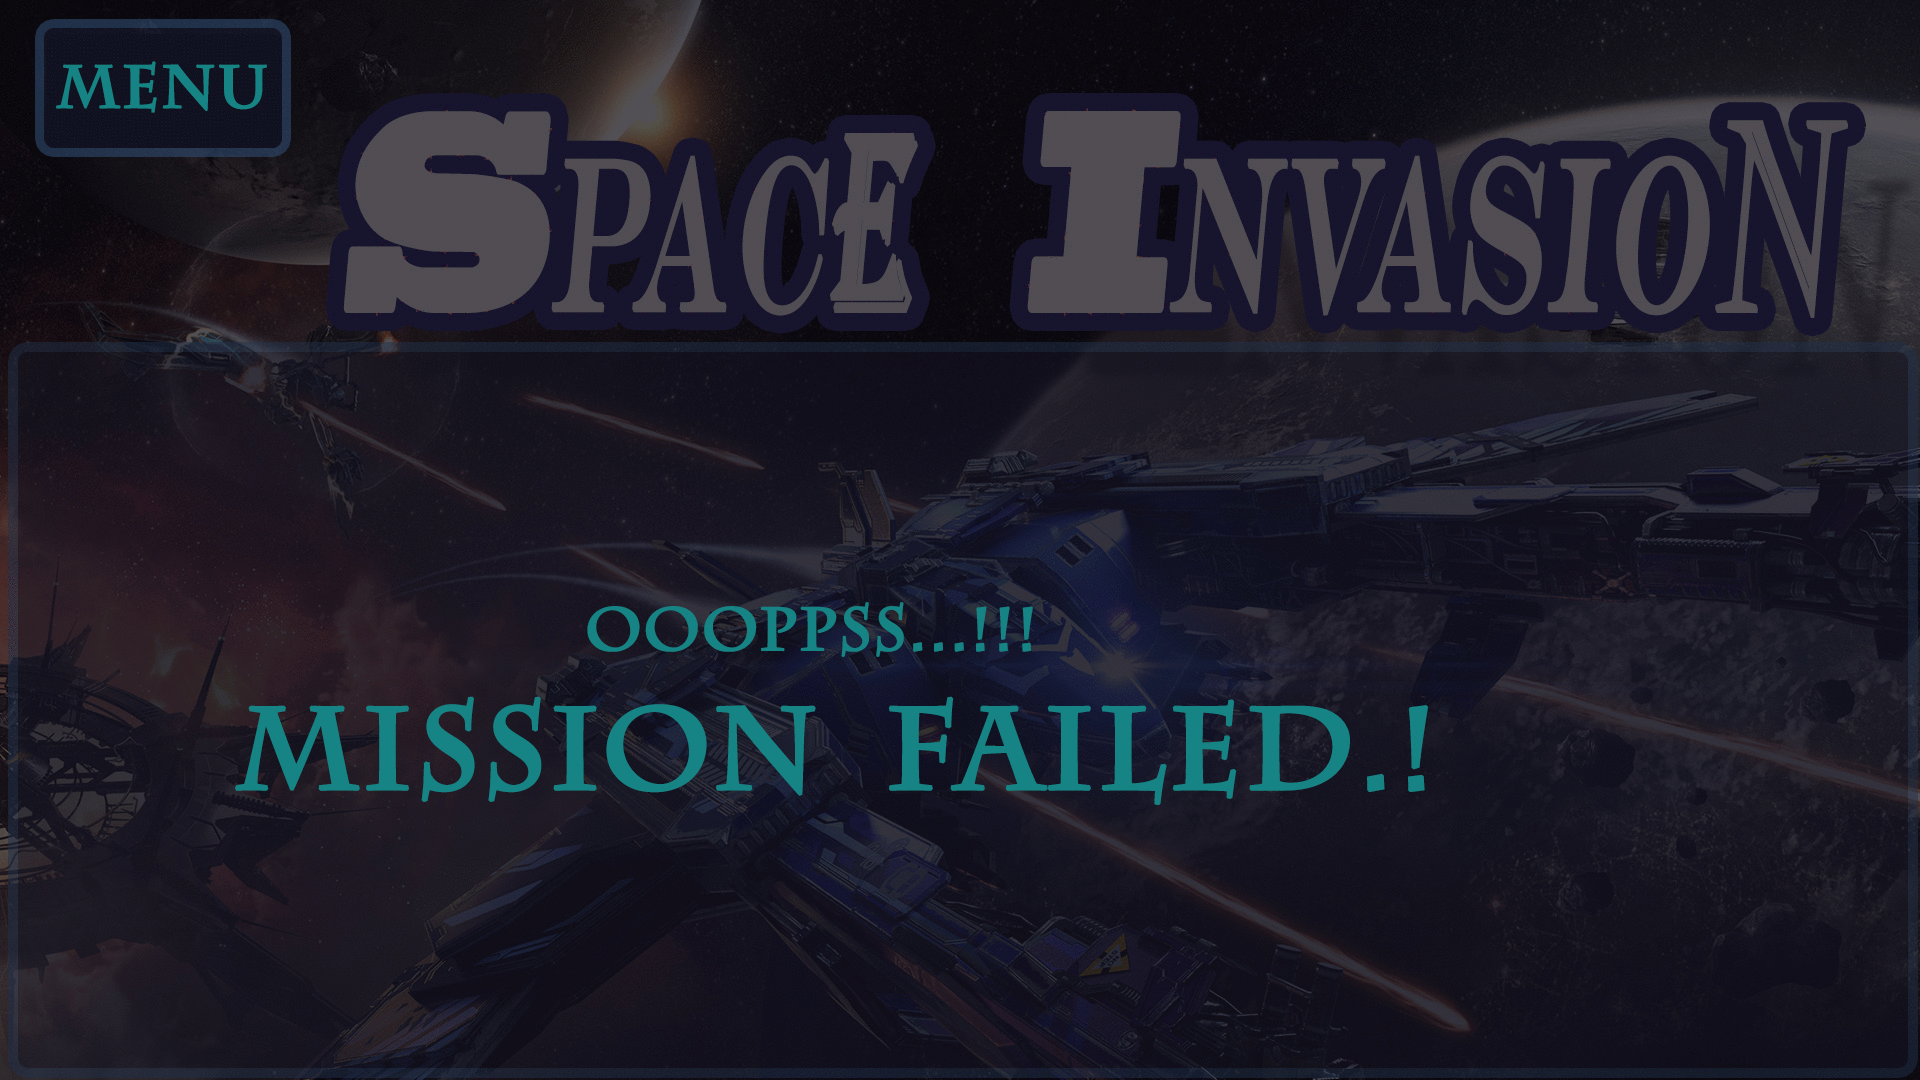 MENU
SPACE INVASION
OOOPPSS...!!!
MISSION FAILED.!